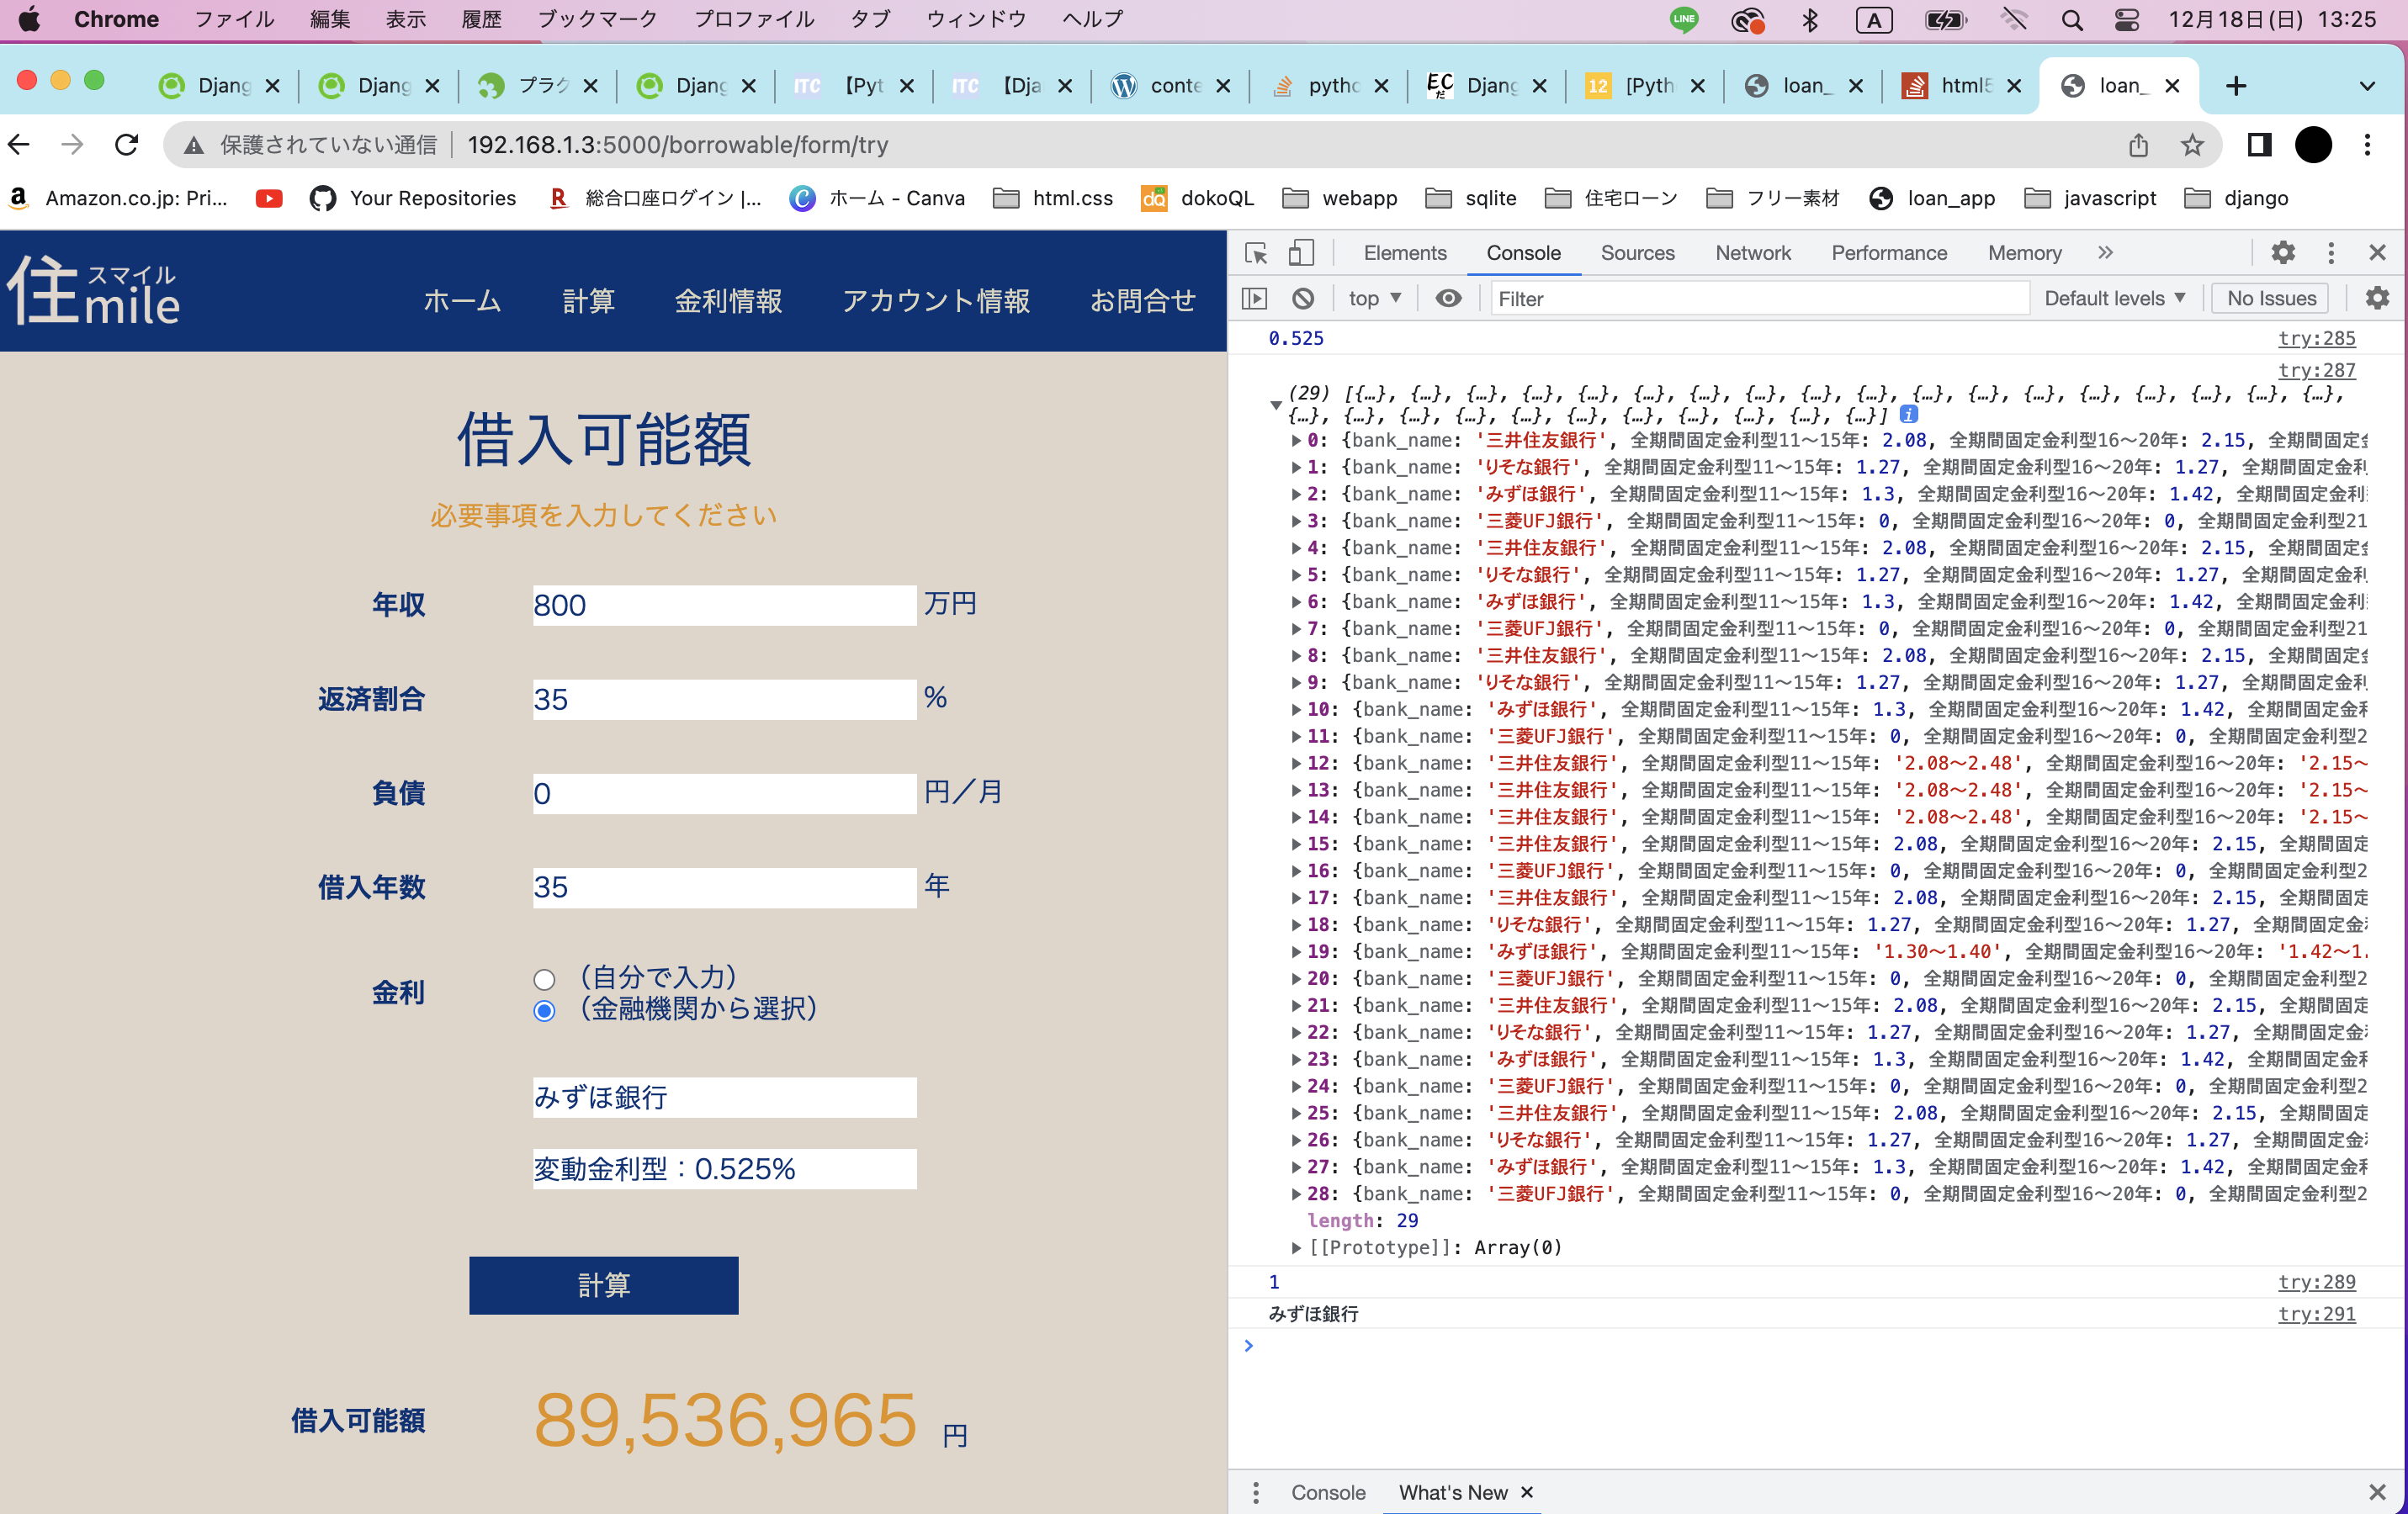 Chrome ファイル 編集 表示 履歴 ブックマーク プロファイル タブ ウィンドウ ヘルプ LINE A 12月18日(日) 13:25
Djang Djang プラク Djang ITC 【Pyt ITC 【Dja conte pytho ECだ Djang 12 [Pyth loan_ html5 loan_
保護されていない通信 192.168.1.3:5000/borrowable/form/try
Amazon.co.jp: Pri... Your Repositories 総合口座ログイン |... ホーム - Canva html.css dokoQL webapp sqlite 住宅ローン フリー素材 loan_app javascript django
住mile スマイル
ホーム 計算 金利情報 アカウント情報 お問合せ
借入可能額
必要事項を入力してください
年収 800 万円
返済割合 35 %
負債 0 円／月
借入年数 35 年
金利 （自分で入力）
（金融機関から選択）
みずほ銀行
変動金利型：0.525%
計算
借入可能額 89,536,965 円
Elements Console Sources Network Performance Memory
top Filter Default levels No Issues
0.525 try:285
try:287
(29) [{…}, {…}, {…}, {…}, {…}, {…}, {…}, {…}, {…}, {…}, {…}, {…}, {…}, {…}, {…}, {…}, {…}, {…},
{…}, {…}, {…}, {…}, {…}, {…}, {…}, {…}, {…}, {…}, {…}] i
0: {bank_name: '三井住友銀行', 全期間固定金利型11〜15年: 2.08, 全期間固定金利型16〜20年: 2.15, 全期間固定
1: {bank_name: 'りそな銀行', 全期間固定金利型11〜15年: 1.27, 全期間固定金利型16〜20年: 1.27, 全期間固定金利
2: {bank_name: 'みずほ銀行', 全期間固定金利型11〜15年: 1.3, 全期間固定金利型16〜20年: 1.42, 全期間固定金利
3: {bank_name: '三菱UFJ銀行', 全期間固定金利型11〜15年: 0, 全期間固定金利型16〜20年: 0, 全期間固定金利型21
4: {bank_name: '三井住友銀行', 全期間固定金利型11〜15年: 2.08, 全期間固定金利型16〜20年: 2.15, 全期間固定
5: {bank_name: 'りそな銀行', 全期間固定金利型11〜15年: 1.27, 全期間固定金利型16〜20年: 1.27, 全期間固定金利
6: {bank_name: 'みずほ銀行', 全期間固定金利型11〜15年: 1.3, 全期間固定金利型16〜20年: 1.42, 全期間固定金利
7: {bank_name: '三菱UFJ銀行', 全期間固定金利型11〜15年: 0, 全期間固定金利型16〜20年: 0, 全期間固定金利型21
8: {bank_name: '三井住友銀行', 全期間固定金利型11〜15年: 2.08, 全期間固定金利型16〜20年: 2.15, 全期間固定
9: {bank_name: 'りそな銀行', 全期間固定金利型11〜15年: 1.27, 全期間固定金利型16〜20年: 1.27, 全期間固定金利
10: {bank_name: 'みずほ銀行', 全期間固定金利型11〜15年: 1.3, 全期間固定金利型16〜20年: 1.42, 全期間固定金利
11: {bank_name: '三菱UFJ銀行', 全期間固定金利型11〜15年: 0, 全期間固定金利型16〜20年: 0, 全期間固定金利型2
12: {bank_name: '三井住友銀行', 全期間固定金利型11〜15年: '2.08〜2.48', 全期間固定金利型16〜20年: '2.15〜
13: {bank_name: '三井住友銀行', 全期間固定金利型11〜15年: '2.08〜2.48', 全期間固定金利型16〜20年: '2.15〜
14: {bank_name: '三井住友銀行', 全期間固定金利型11〜15年: '2.08〜2.48', 全期間固定金利型16〜20年: '2.15〜
15: {bank_name: '三井住友銀行', 全期間固定金利型11〜15年: 2.08, 全期間固定金利型16〜20年: 2.15, 全期間固定
16: {bank_name: '三菱UFJ銀行', 全期間固定金利型11〜15年: 0, 全期間固定金利型16〜20年: 0, 全期間固定金利型2
17: {bank_name: '三井住友銀行', 全期間固定金利型11〜15年: 2.08, 全期間固定金利型16〜20年: 2.15, 全期間固定
18: {bank_name: 'りそな銀行', 全期間固定金利型11〜15年: 1.27, 全期間固定金利型16〜20年: 1.27, 全期間固定金
19: {bank_name: 'みずほ銀行', 全期間固定金利型11〜15年: '1.30〜1.40', 全期間固定金利型16〜20年: '1.42〜1.
20: {bank_name: '三菱UFJ銀行', 全期間固定金利型11〜15年: 0, 全期間固定金利型16〜20年: 0, 全期間固定金利型2
21: {bank_name: '三井住友銀行', 全期間固定金利型11〜15年: 2.08, 全期間固定金利型16〜20年: 2.15, 全期間固定
22: {bank_name: 'りそな銀行', 全期間固定金利型11〜15年: 1.27, 全期間固定金利型16〜20年: 1.27, 全期間固定金
23: {bank_name: 'みずほ銀行', 全期間固定金利型11〜15年: 1.3, 全期間固定金利型16〜20年: 1.42, 全期間固定金利
24: {bank_name: '三菱UFJ銀行', 全期間固定金利型11〜15年: 0, 全期間固定金利型16〜20年: 0, 全期間固定金利型2
25: {bank_name: '三井住友銀行', 全期間固定金利型11〜15年: 2.08, 全期間固定金利型16〜20年: 2.15, 全期間固定
26: {bank_name: 'りそな銀行', 全期間固定金利型11〜15年: 1.27, 全期間固定金利型16〜20年: 1.27, 全期間固定金
27: {bank_name: 'みずほ銀行', 全期間固定金利型11〜15年: 1.3, 全期間固定金利型16〜20年: 1.42, 全期間固定金利
28: {bank_name: '三菱UFJ銀行', 全期間固定金利型11〜15年: 0, 全期間固定金利型16〜20年: 0, 全期間固定金利型2
length: 29
[[Prototype]]: Array(0)
1 try:289
みずほ銀行 try:291
Console What's New